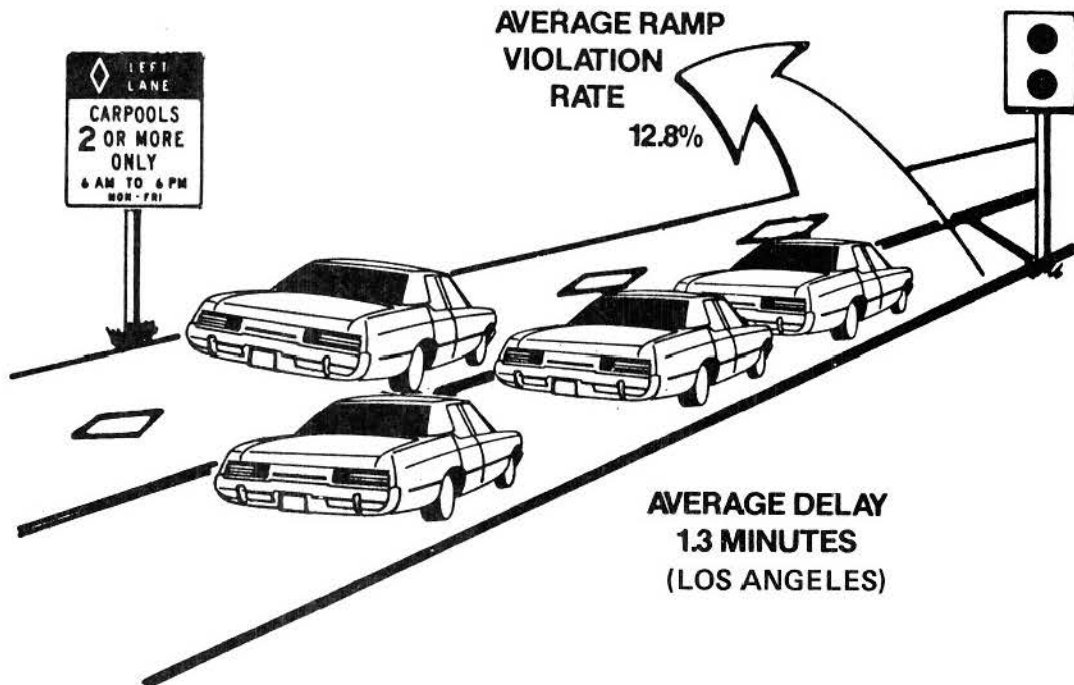 AVERAGE RAMP
VIOLATION
RATE
12.8%
LEFT
LANE
CARPOOLS
2 OR MORE
ONLY
6 AM TO 6 PM
MON-FRI
AVERAGE DELAY
1.3 MINUTES
(LOS ANGELES)